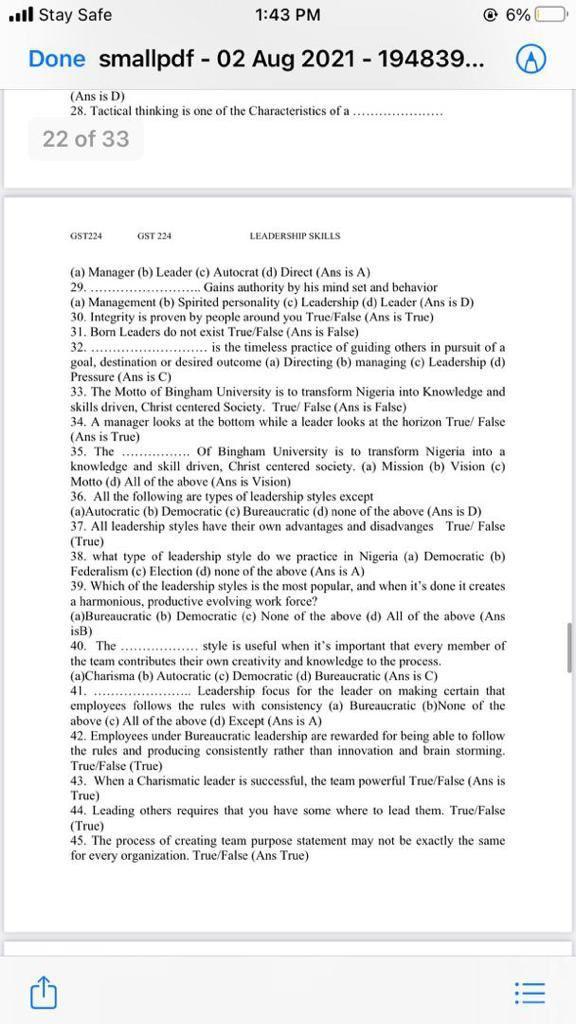 Stay Safe 1:43 PM 6%
Done smallpdf - 02 Aug 2021 - 194839...
(Ans is D)
28. Tactical thinking is one of the Characteristics of a .....................
22 of 33
GST224 GST 224 LEADERSHIP SKILLS
(a) Manager (b) Leader (c) Autocrat (d) Direct (Ans is A)
29. ......................... Gains authority by his mind set and behavior
(a) Management (b) Spirited personality (c) Leadership (d) Leader (Ans is D)
30. Integrity is proven by people around you True/False (Ans is True)
31. Born Leaders do not exist True/False (Ans is False)
32. ........................... is the timeless practice of guiding others in pursuit of a
goal, destination or desired outcome (a) Directing (b) managing (c) Leadership (d)
Pressure (Ans is C)
33. The Motto of Bingham University is to transform Nigeria into Knowledge and
skills driven, Christ centered Society. True/ False (Ans is False)
34. A manager looks at the bottom while a leader looks at the horizon True/ False
(Ans is True)
35. The ............... Of Bingham University is to transform Nigeria into a
knowledge and skill driven, Christ centered society. (a) Mission (b) Vision (c)
Motto (d) All of the above (Ans is Vision)
36. All the following are types of leadership styles except
(a)Autocratic (b) Democratic (c) Bureaucratic (d) none of the above (Ans is D)
37. All leadership styles have their own advantages and disadvanges True/ False
(True)
38. what type of leadership style do we practice in Nigeria (a) Democratic (b)
Federalism (c) Election (d) none of the above (Ans is A)
39. Which of the leadership styles is the most popular, and when it's done it creates
a harmonious, productive evolving work force?
(a)Bureaucratic (b) Democratic (c) None of the above (d) All of the above (Ans
isB)
40. The ................. style is useful when it's important that every member of
the team contributes their own creativity and knowledge to the process.
(a)Charisma (b) Autocratic (c) Democratic (d) Bureaucratic (Ans is C)
41. ...................... Leadership focus for the leader on making certain that
employees follows the rules with consistency (a) Bureaucratic (b)None of the
above (c) All of the above (d) Except (Ans is A)
42. Employees under Bureaucratic leadership are rewarded for being able to follow
the rules and producing consistently rather than innovation and brain storming.
True/False (True)
43. When a Charismatic leader is successful, the team powerful True/False (Ans is
True)
44. Leading others requires that you have some where to lead them. True/False
(True)
45. The process of creating team purpose statement may not be exactly the same
for every organization. True/False (Ans True)